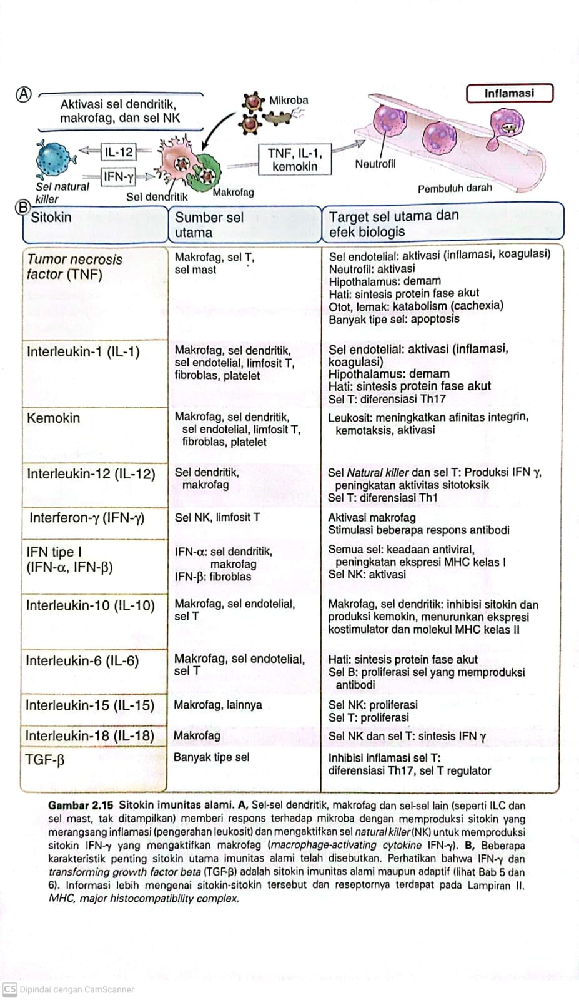 A
Aktivasi sel dendritik,
makrofag, dan sel NK
Mikroba
Inflamasi
IL-12
IFN-γ
TNF, IL-1,
kemokin
Neutrofil
Sel natural
killer
Sel dendritik
Makrofag
Pembuluh darah
B
Sitokin
Sumber sel
utama
Target sel utama dan
efek biologis
Tumor necrosis
factor (TNF)
Makrofag, sel T,
sel mast
Sel endotelial: aktivasi (inflamasi, koagulasi)
Neutrofil: aktivasi
Hipothalamus: demam
Hati: sintesis protein fase akut
Otot, lemak: katabolism (cachexia)
Banyak tipe sel: apoptosis
Interleukin-1 (IL-1)
Makrofag, sel dendritik,
sel endotelial, limfosit T,
fibroblas, platelet
Sel endotelial: aktivasi (inflamasi,
koagulasi)
Hipothalamus: demam
Hati: sintesis protein fase akut
Sel T: diferensiasi Th17
Kemokin
Makrofag, sel dendritik,
sel endotelial, limfosit T,
fibroblas, platelet
Leukosit: meningkatkan afinitas integrin,
kemotaksis, aktivasi
Interleukin-12 (IL-12)
Sel dendritik,
makrofag
Sel Natural killer dan sel T: Produksi IFN γ,
peningkatan aktivitas sitotoksik
Sel T: diferensiasi Th1
Interferon-γ (IFN-γ)
Sel NK, limfosit T
Aktivasi makrofag
Stimulasi beberapa respons antibodi
IFN tipe I
(IFN-α, IFN-β)
IFN-α: sel dendritik,
makrofag
IFN-β: fibroblas
Semua sel: keadaan antiviral,
peningkatan ekspresi MHC kelas I
Sel NK: aktivasi
Interleukin-10 (IL-10)
Makrofag, sel endotelial,
sel T
Makrofag, sel dendritik: inhibisi sitokin dan
produksi kemokin, menurunkan ekspresi
kostimulator dan molekul MHC kelas II
Interleukin-6 (IL-6)
Makrofag, sel endotelial,
sel T
Hati: sintesis protein fase akut
Sel B: proliferasi sel yang memproduksi
antibodi
Interleukin-15 (IL-15)
Makrofag, lainnya
Sel NK: proliferasi
Sel T: proliferasi
Interleukin-18 (IL-18)
Makrofag
Sel NK dan sel T: sintesis IFN γ
TGF-β
Banyak tipe sel
Inhibisi inflamasi sel T:
diferensiasi Th17, sel T regulator
Gambar 2.15 Sitokin imunitas alami. A, Sel-sel dendritik, makrofag dan sel-sel lain (seperti ILC dan
sel mast, tak ditampilkan) memberi respons terhadap mikroba dengan memproduksi sitokin yang
merangsang inflamasi (pengerahan leukosit) dan mengaktifkan sel natural killer (NK) untuk memproduksi
sitokin IFN-γ yang mengaktifkan makrofag (macrophage-activating cytokine IFN-γ). B, Beberapa
karakteristik penting sitokin utama imunitas alami telah disebutkan. Perhatikan bahwa IFN-γ dan
transforming growth factor beta (TGF-β) adalah sitokin imunitas alami maupun adaptif (lihat Bab 5 dan
6). Informasi lebih mengenai sitokin-sitokin tersebut dan reseptornya terdapat pada Lampiran II.
MHC, major histocompatibility complex.
CS Dipindai dengan CamScanner